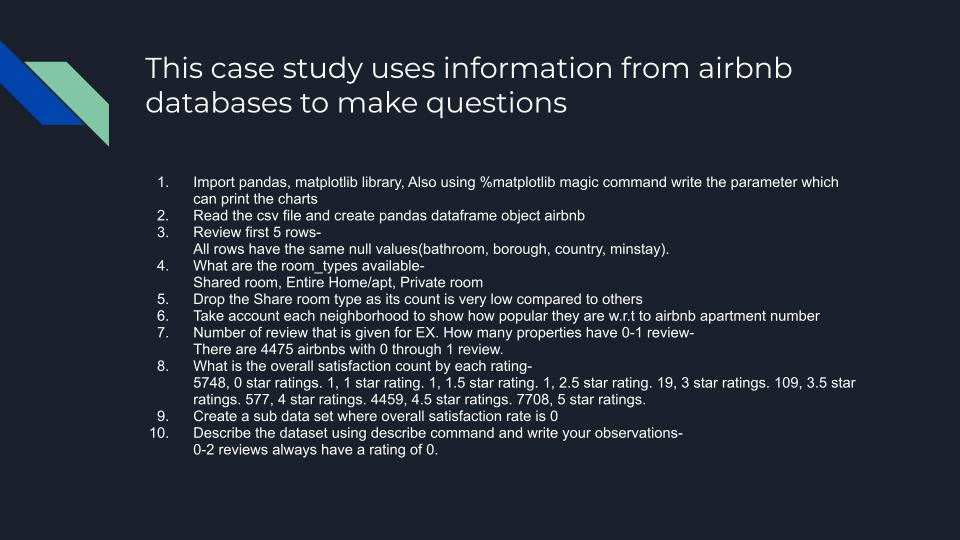 This case study uses information from airbnb
databases to make questions
1. Import pandas, matplotlib library, Also using %matplotlib magic command write the parameter which
can print the charts
2. Read the csv file and create pandas dataframe object airbnb
3. Review first 5 rows-
All rows have the same null values(bathroom, borough, country, minstay).
4. What are the room_types available-
Shared room, Entire Home/apt, Private room
5. Drop the Share room type as its count is very low compared to others
6. Take account each neighborhood to show how popular they are w.r.t to airbnb apartment number
7. Number of review that is given for EX. How many properties have 0-1 review-
There are 4475 airbnbs with 0 through 1 review.
8. What is the overall satisfaction count by each rating-
5748, 0 star ratings. 1, 1 star rating. 1, 1.5 star rating. 1, 2.5 star rating. 19, 3 star ratings. 109, 3.5 star
ratings. 577, 4 star ratings. 4459, 4.5 star ratings. 7708, 5 star ratings.
9. Create a sub data set where overall satisfaction rate is 0
10. Describe the dataset using describe command and write your observations-
0-2 reviews always have a rating of 0.